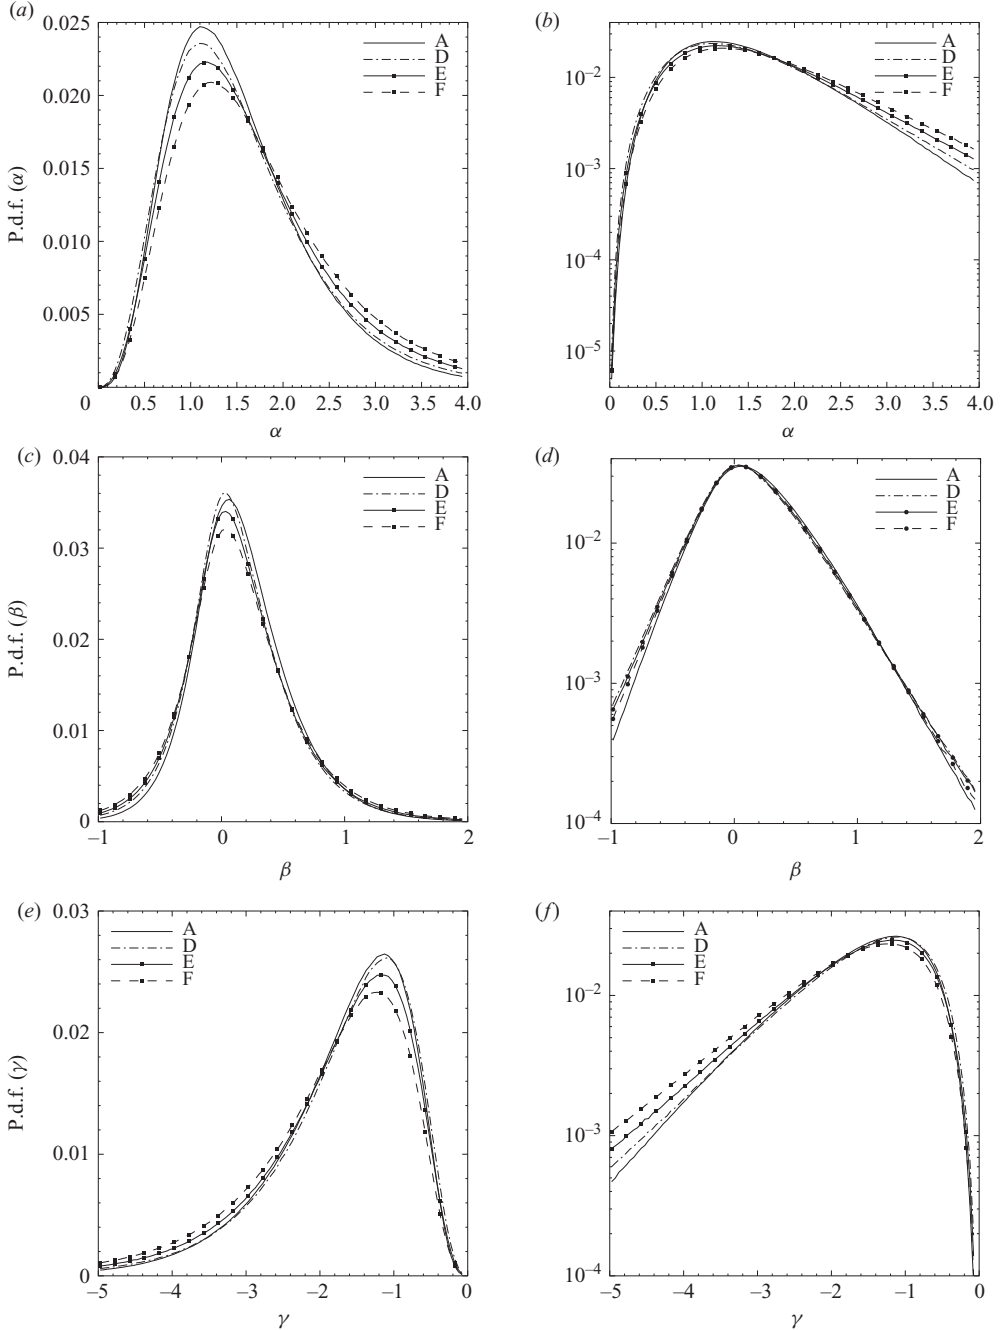 (a)
0.025
0.020
0.015
0.010
0.005
0 0.5 1.0 1.5 2.0 2.5 3.0 3.5 4.0
P.d.f. (α)
α
A
D
E
F
(b)
10⁻²
10⁻³
10⁻⁴
10⁻⁵
0 0.5 1.0 1.5 2.0 2.5 3.0 3.5 4.0
α
A
D
E
F
(c)
0.04
0.03
0.02
0.01
0
−1 0 1 2
P.d.f. (β)
β
A
D
E
F
(d)
10⁻²
10⁻³
10⁻⁴
−1 0 1 2
β
A
D
E
F
(e)
0.03
0.02
0.01
0
−5 −4 −3 −2 −1 0
P.d.f. (γ)
γ
A
D
E
F
(f)
10⁻²
10⁻³
10⁻⁴
−5 −4 −3 −2 −1 0
γ
A
D
E
F